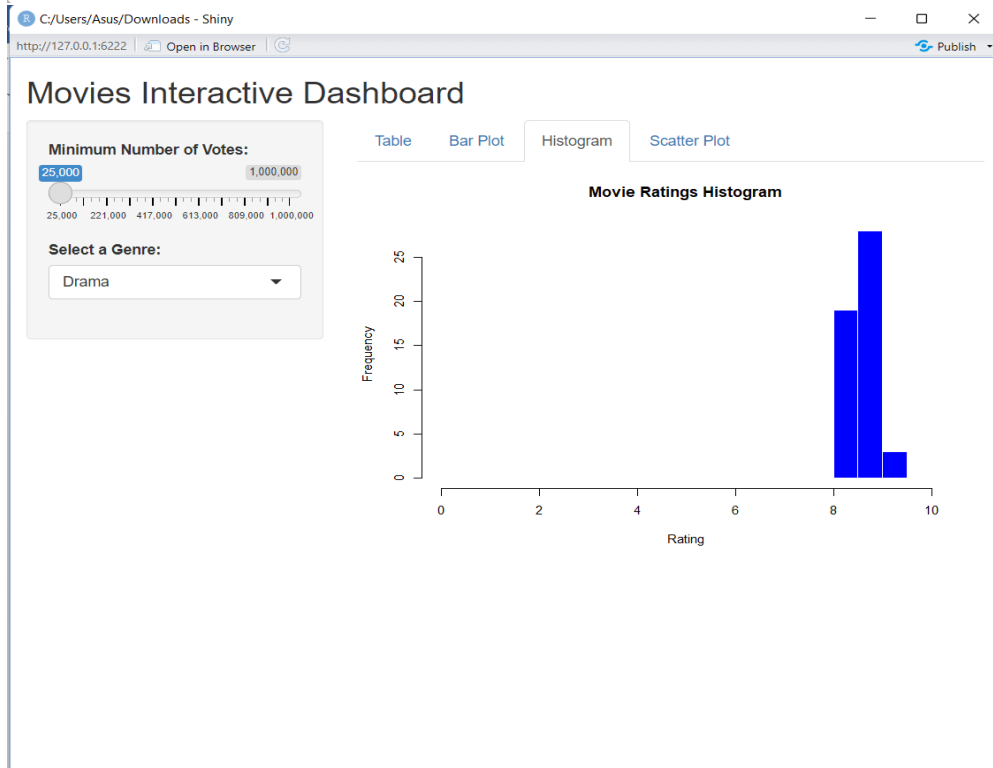 C:/Users/Asus/Downloads - Shiny
http://127.0.0.1:6222 Open in Browser Publish
Movies Interactive Dashboard
Minimum Number of Votes:
25,000 1,000,000
25,000 221,000 417,000 613,000 809,000 1,000,000
Select a Genre:
Drama
Table Bar Plot Histogram Scatter Plot
Movie Ratings Histogram
Frequency
25
20
15
10
5
0
0 2 4 6 8 10
Rating